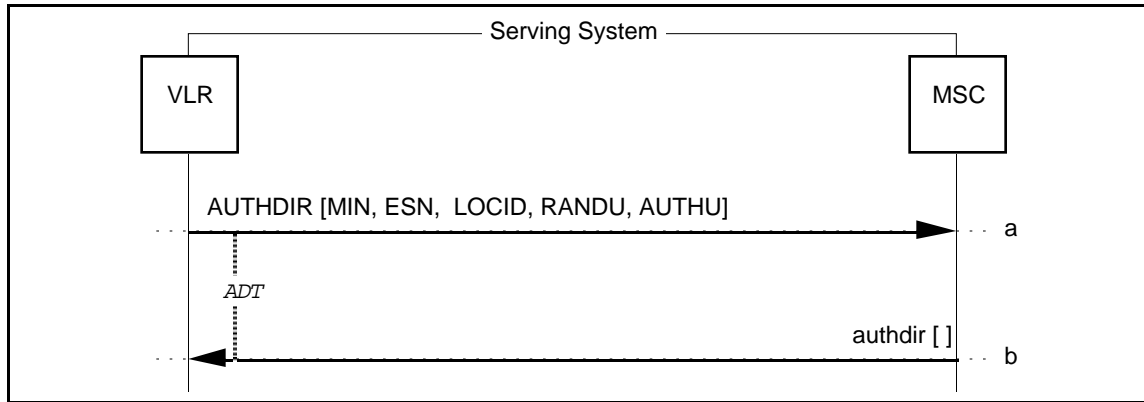 Serving System
VLR
MSC
AUTHDIR [MIN, ESN, LOCID, RANDU, AUTHU]
a
ADT
authdir [ ]
b